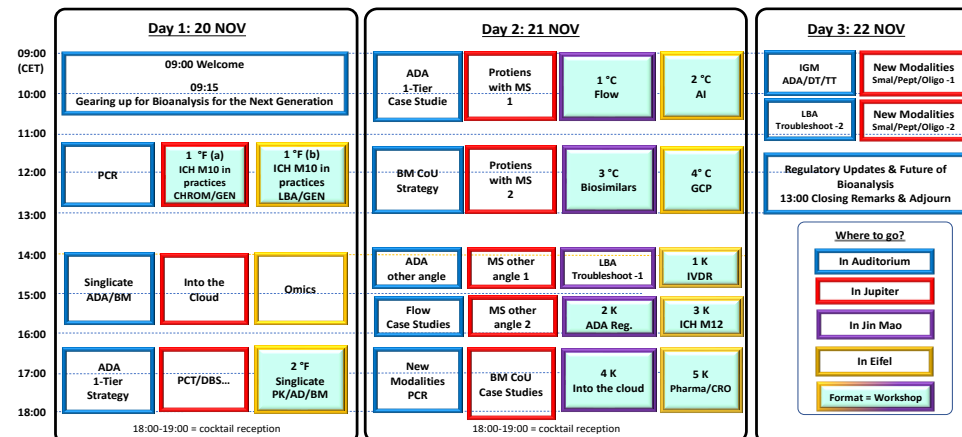 Day 1: 20 NOV
Day 2: 21 NOV
Day 3: 22 NOV
09:00
(CET)
10:00
11:00
12:00
13:00
14:00
15:00
16:00
17:00
18:00
09:00 Welcome
09:15
Gearing up for Bioanalysis for the Next Generation
PCR
1 °F (a)
ICH M10 in
practices
CHROM/GEN
1 °F (b)
ICH M10 in
practices
LBA/GEN
Singlicate
ADA/BM
Into the
Cloud
Omics
ADA
1-Tier
Strategy
PCT/DBS...
2 °F
Singlicate
PK/AD/BM
18:00-19:00 = cocktail reception
ADA
1-Tier
Case Studie
Protiens
with MS
1
1 °C
Flow
2 °C
AI
BM CoU
Strategy
Protiens
with MS
2
3 °C
Biosimilars
4° C
GCP
ADA
other angle
MS other
angle 1
LBA
Troubleshoot -1
1 K
IVDR
Flow
Case Studies
MS other
angle 2
2 K
ADA Reg.
3 K
ICH M12
New
Modalities
PCR
BM CoU
Case Studies
4 K
Into the cloud
5 K
Pharma/CRO
18:00-19:00 = cocktail reception
IGM
ADA/DT/TT
New Modalities
Smal/Pept/Oligo -1
LBA
Troubleshoot -2
New Modalities
Smal/Pept/Oligo -2
Regulatory Updates & Future of
Bioanalysis
13:00 Closing Remarks & Adjourn
Where to go?
In Auditorium
In Jupiter
In Jin Mao
In Eifel
Format = Workshop